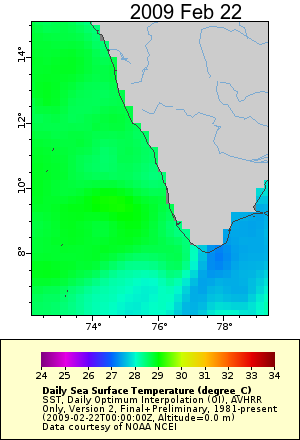 2009 Feb 22
14°
12°
10°
8°
74° 76° 78°
24 25 26 27 28 29 30 31 32 33 34
Daily Sea Surface Temperature (degree_C)
SST, Daily Optimum Interpolation (OI), AVHRR
Only, Version 2, Final+Preliminary, 1981-present
(2009-02-22T00:00:00Z, Altitude=0.0 m)
Data courtesy of NOAA NCEI